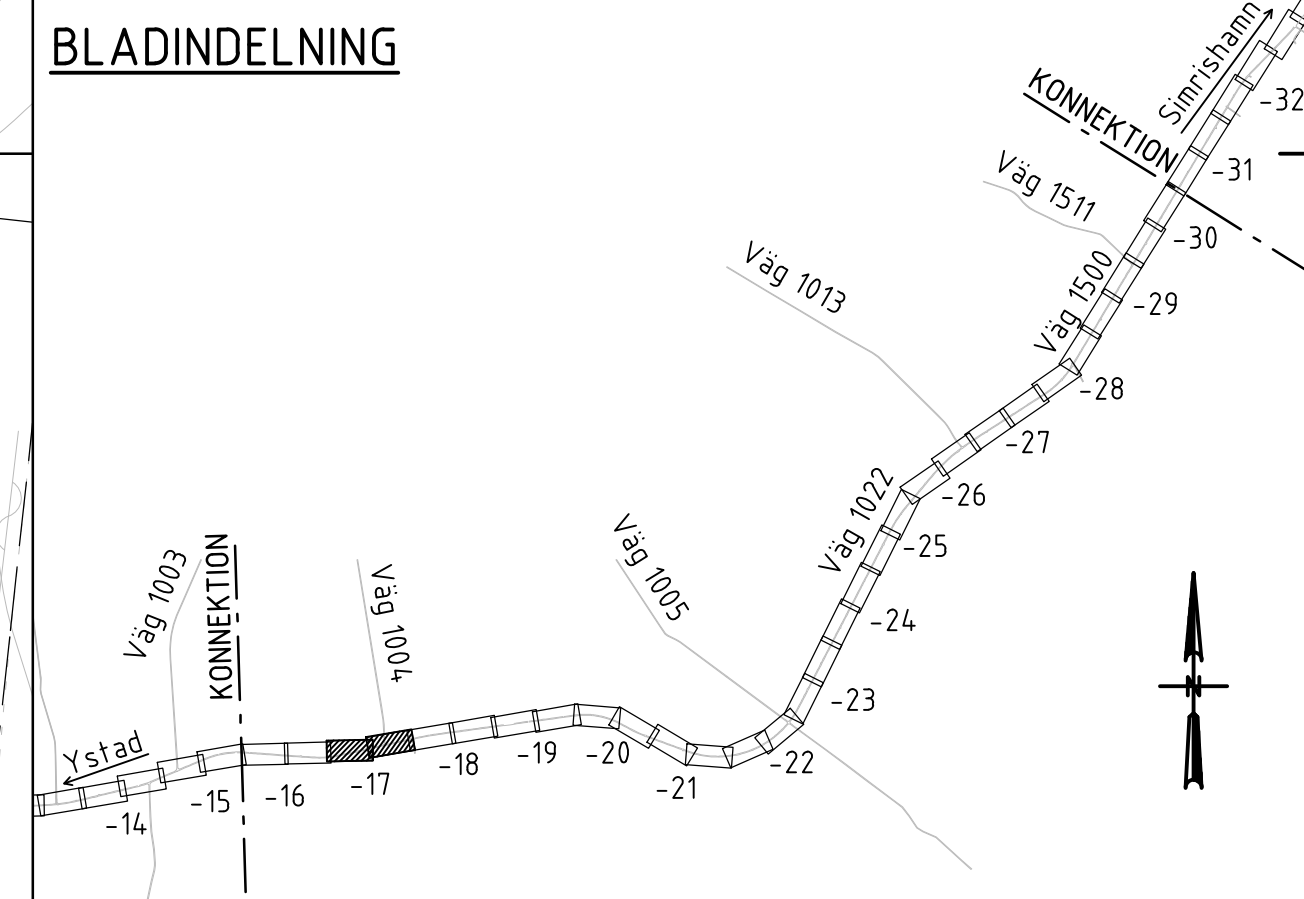 BLADINDELNING
Simrishamn
KONNEKTION
-32
-31
Väg 1511
-30
Väg 1013
Väg 1500
-29
-28
-27
-26
Väg 1022
-25
Väg 1005
KONNEKTION
Väg 1003
Väg 1004
-24
-23
N
Ystad
-22
-21
-20
-19
-18
-17
-16
-15
-14